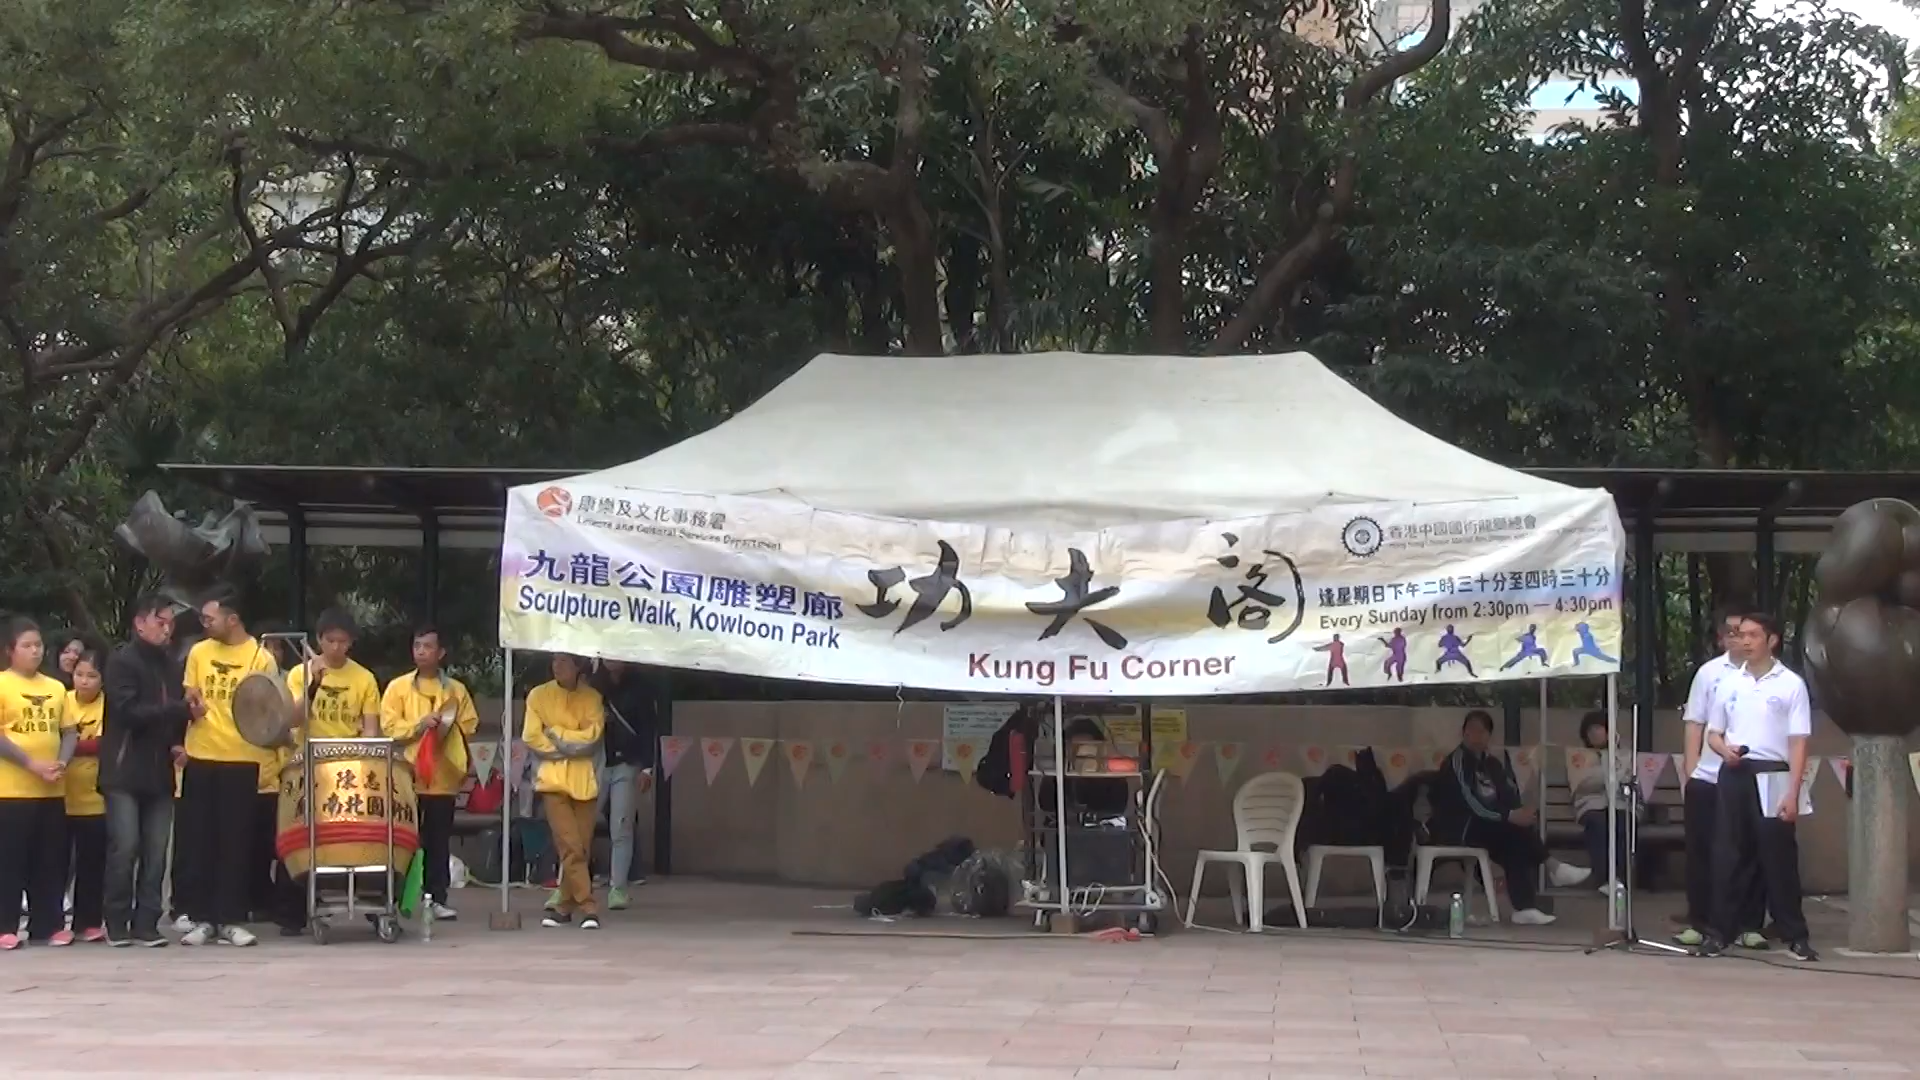 康樂及文化事務署
Leisure and Cultural Services Department
九龍公園雕塑廊
Sculpture Walk, Kowloon Park
功夫閣
Kung Fu Corner
香港中國國術龍獅總會
逢星期日下午二時三十分至四時三十分
Every Sunday from 2:30pm — 4:30pm
陳志
南北國術